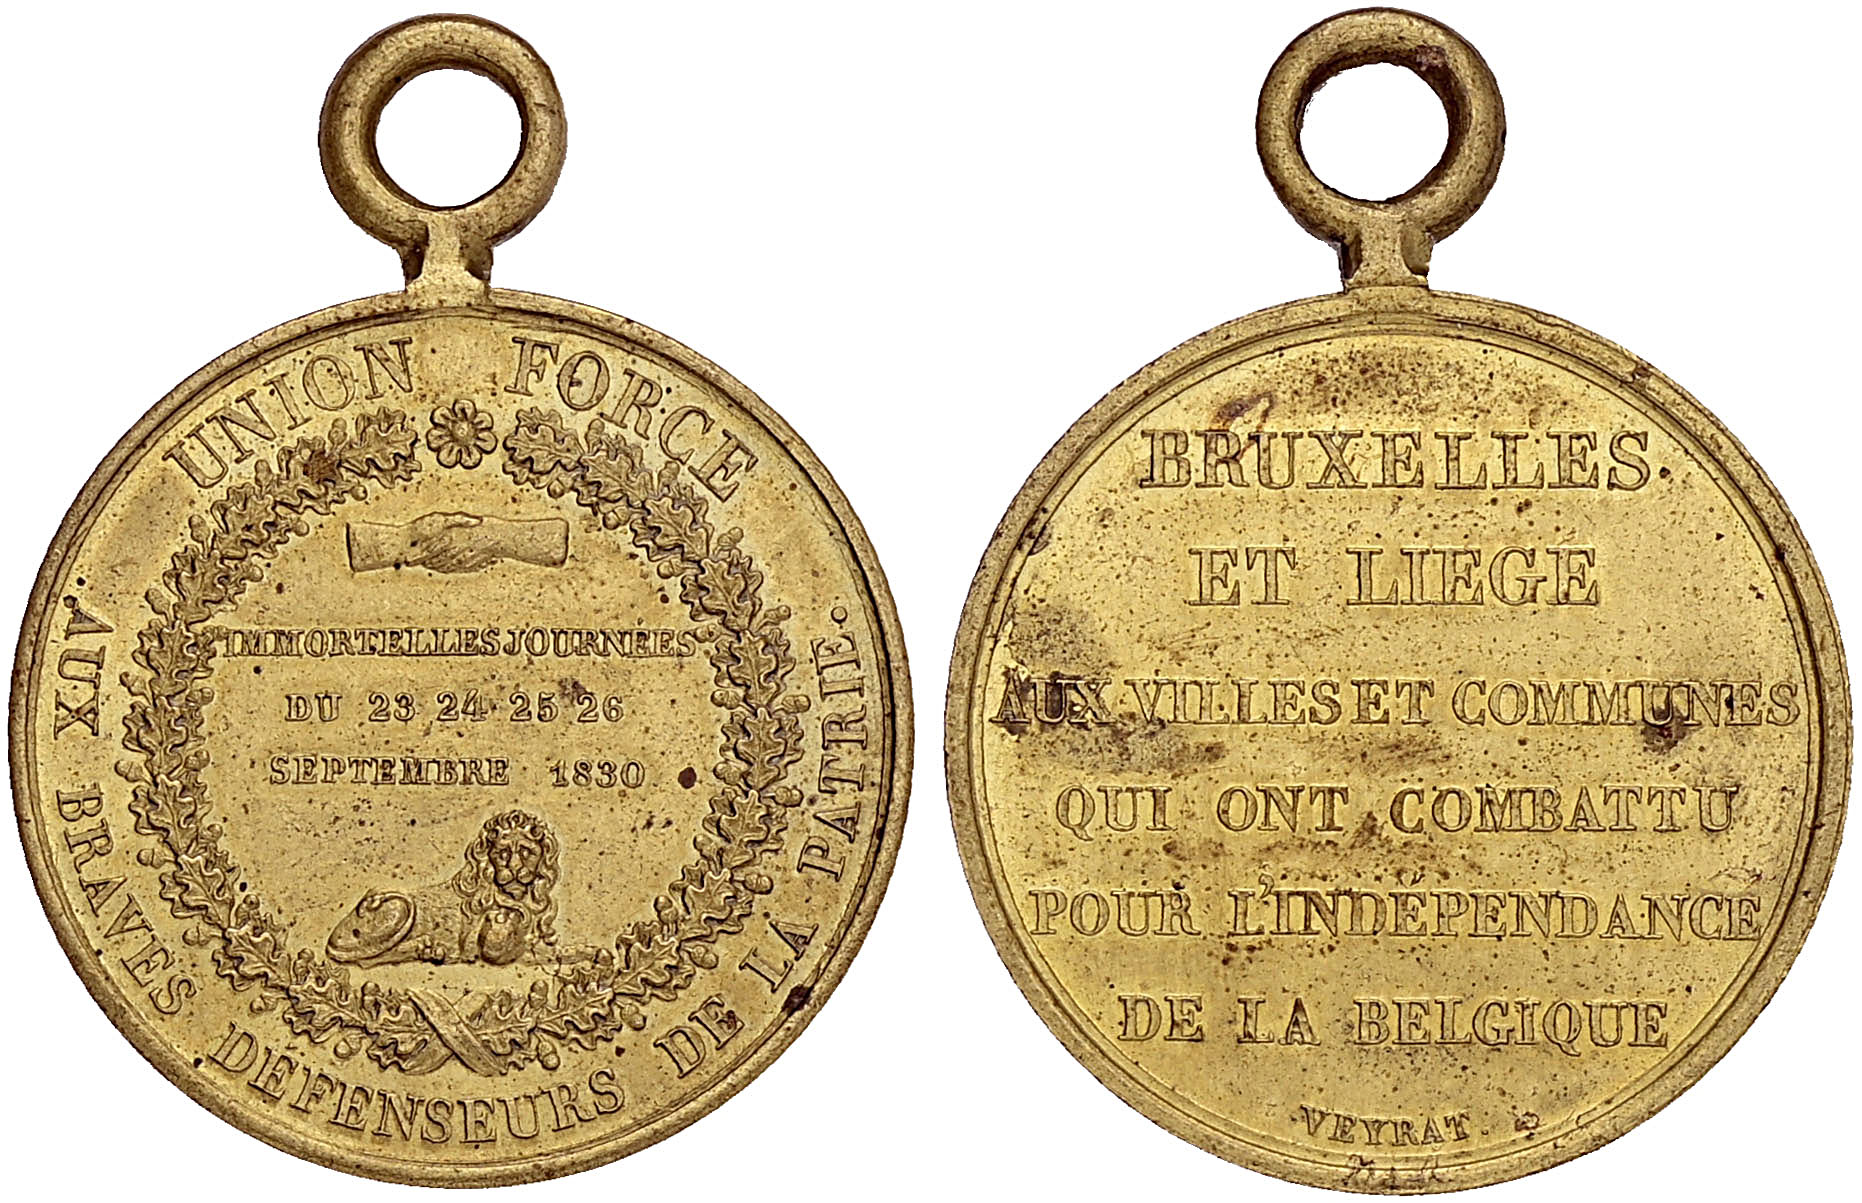 UNION FORCE
AUX BRAVES DÉFENSEURS DE LA PATRIE.
IMMORTELLES JOURNEES
DU 23 24 25 26
SEPTEMBRE 1830
BRUXELLES
ET LIEGE
AUX VILLES ET COMMUNES
QUI ONT COMBATTU
POUR L'INDÉPENDANCE
DE LA BELGIQUE
VEYRAT.